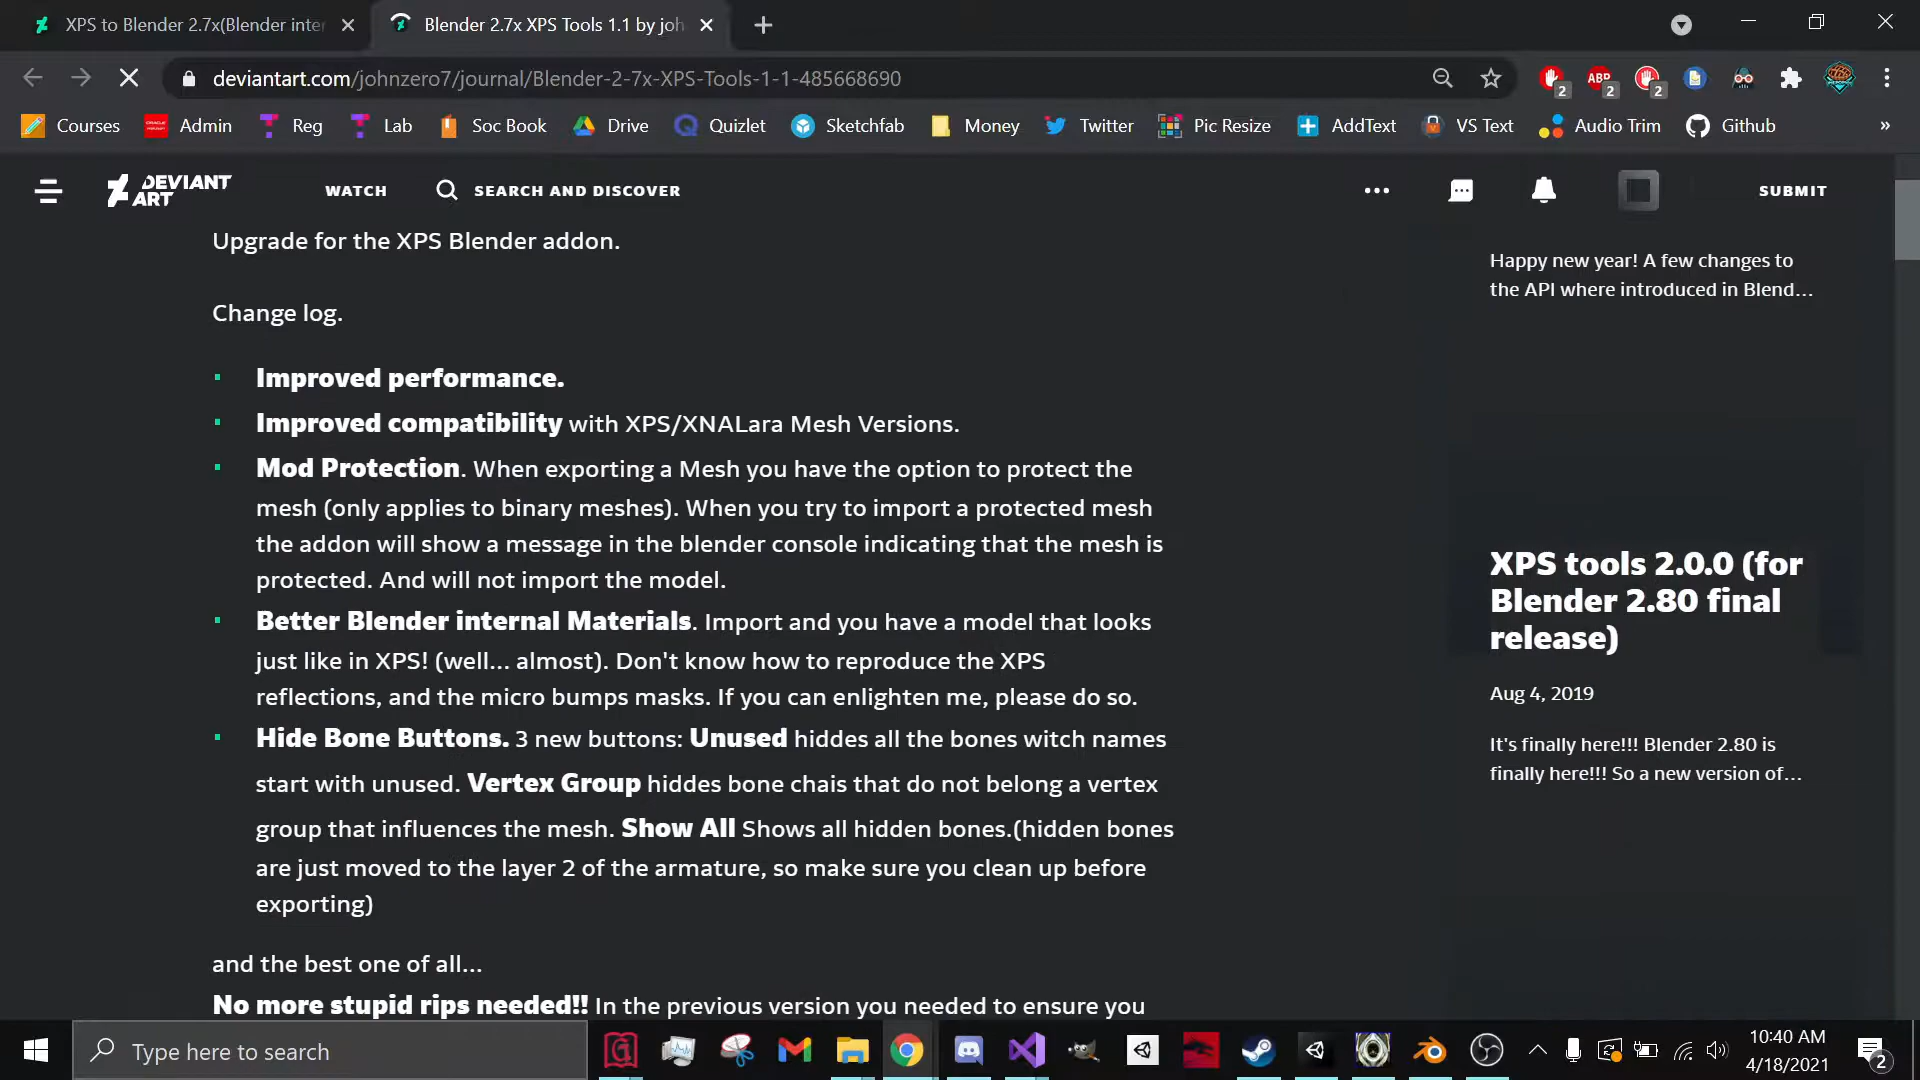 XPS to Blender 2.7x(Blender inter
Blender 2.7x XPS Tools 1.1 by joh
deviantart.com/johnzero7/journal/Blender-2-7x-XPS-Tools-1-1-485668690
2
ABP
2
2
Courses
Admin
Reg
Lab
Soc Book
Drive
Quizlet
Sketchfab
Money
Twitter
Pic Resize
AddText
VS Text
Audio Trim
Github
»
DEVIANT ART
WATCH
SEARCH AND DISCOVER
SUBMIT
Upgrade for the XPS Blender addon.
Change log.
Improved performance.
Improved compatibility with XPS/XNALara Mesh Versions.
Mod Protection. When exporting a Mesh you have the option to protect the
mesh (only applies to binary meshes). When you try to import a protected mesh
the addon will show a message in the blender console indicating that the mesh is
protected. And will not import the model.
Better Blender internal Materials. Import and you have a model that looks
just like in XPS! (well... almost). Don't know how to reproduce the XPS
reflections, and the micro bumps masks. If you can enlighten me, please do so.
Hide Bone Buttons. 3 new buttons: Unused hiddes all the bones witch names
start with unused. Vertex Group hiddes bone chais that do not belong a vertex
group that influences the mesh. Show All Shows all hidden bones.(hidden bones
are just moved to the layer 2 of the armature, so make sure you clean up before
exporting)
and the best one of all...
No more stupid rips needed!! In the previous version you needed to ensure you
Happy new year! A few changes to
the API where introduced in Blend...
XPS tools 2.0.0 (for
Blender 2.80 final
release)
Aug 4, 2019
It's finally here!!! Blender 2.80 is
finally here!!! So a new version of...
Type here to search
10:40 AM
4/18/2021
2